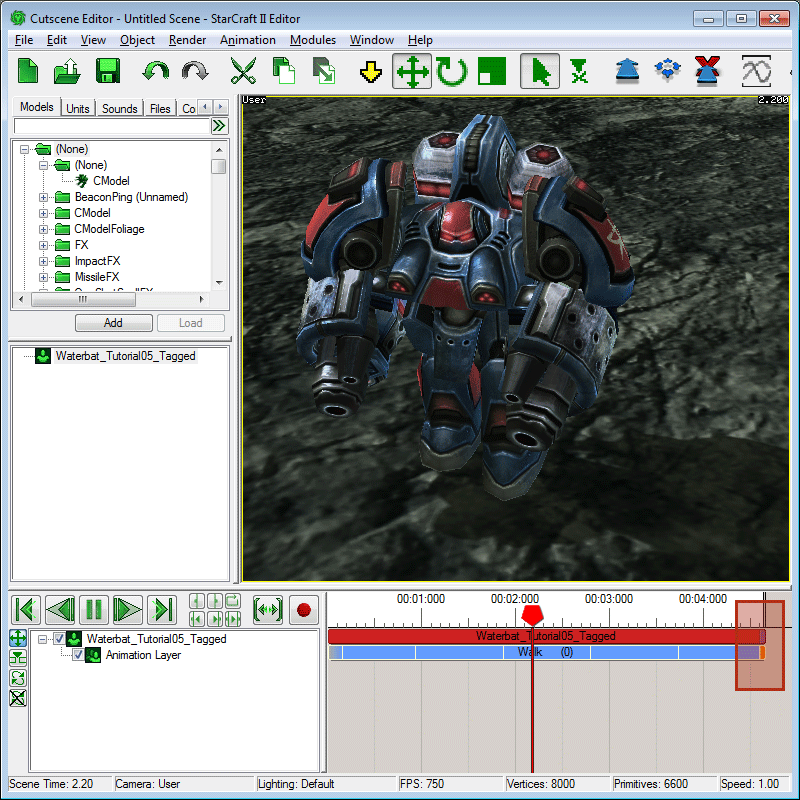 Cutscene Editor - Untitled Scene - StarCraft II Editor
File Edit View Object Render Animation Modules Window Help
Models Units Sounds Files Co
User 2.200
(None)
(None)
CModel
BeaconPing (Unnamed)
CModel
CModelFoliage
FX
ImpactFX
MissileFX
Add Load
Waterbat_Tutorial05_Tagged
00:01:000 00:02:000 00:03:000 00:04:000
Waterbat_Tutorial05_Tagged
Animation Layer
Waterbat_Tutorial05_Tagged
Walk (0)
Scene Time: 2.20 Camera: User Lighting: Default FPS: 750 Vertices: 8000 Primitives: 6600 Speed: 1.00